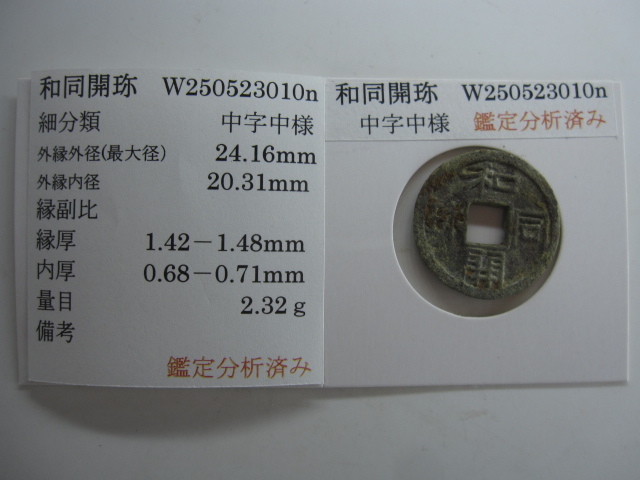 和同開珎 W250523010n
細分類 中字中様
外縁外径(最大径) 24.16mm
外縁内径 20.31mm
縁副比
縁厚 1.42－1.48mm
内厚 0.68－0.71mm
量目 2.32g
備考
鑑定分析済み
和同開珎 W250523010n
中字中様 鑑定分析済み
和同開珎